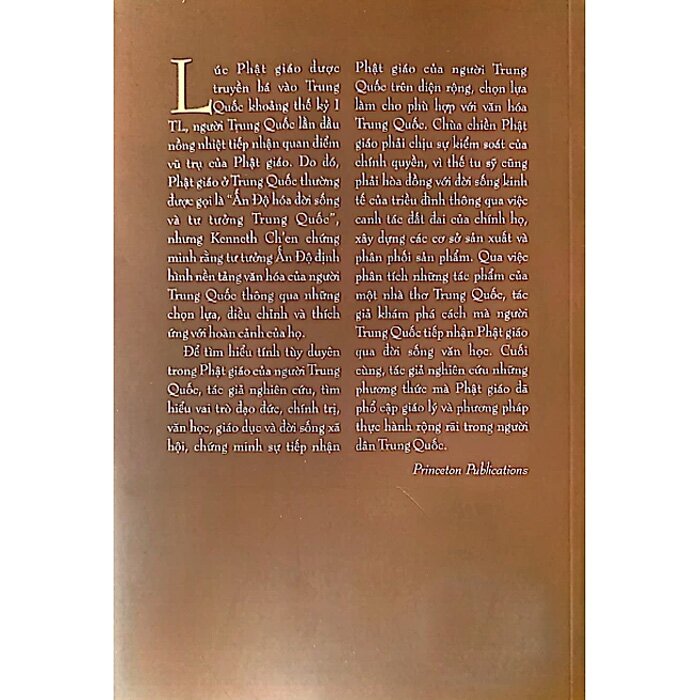 Lúc Phật giáo được
truyền bá vào Trung
Quốc khoảng thế kỷ I
TL, người Trung Quốc lần đầu
nồng nhiệt tiếp nhận quan điểm
vũ trụ của Phật giáo. Do đó,
Phật giáo ở Trung Quốc thường
được gọi là “Ấn Độ hóa đời sống
và tư tưởng Trung Quốc”,
nhưng Kenneth Ch'en chứng
minh rằng tư tưởng Ấn Độ định
hình nền tảng văn hóa của người
Trung Quốc thông qua những
chọn lựa, điều chỉnh và thích
ứng với hoàn cảnh của họ.
Để tìm hiểu tính tùy duyên
trong Phật giáo của người Trung
Quốc, tác giả nghiên cứu, tìm
hiểu vai trò đạo đức, chính trị,
văn học, giáo dục và đời sống xã
hội, chứng minh sự tiếp nhận
Phật giáo của người Trung
Quốc trên diện rộng, chọn lựa
làm cho phù hợp với văn hóa
Trung Quốc. Chùa chiền Phật
giáo phải chịu sự kiểm soát của
chính quyền, vì thế tu sỹ cũng
phải hòa đồng với đời sống kinh
tế của triều đình thông qua việc
canh tác đất đai của chính họ,
xây dựng các cơ sở sản xuất và
phân phối sản phẩm. Qua việc
phân tích những tác phẩm của
một nhà thơ Trung Quốc, tác
giả khám phá cách mà người
Trung Quốc tiếp nhận Phật giáo
qua đời sống văn học. Cuối
cùng, tác giả nghiên cứu những
phương thức mà Phật giáo đã
phổ cập giáo lý và phương pháp
thực hành rộng rãi trong người
dân Trung Quốc.
Princeton Publications